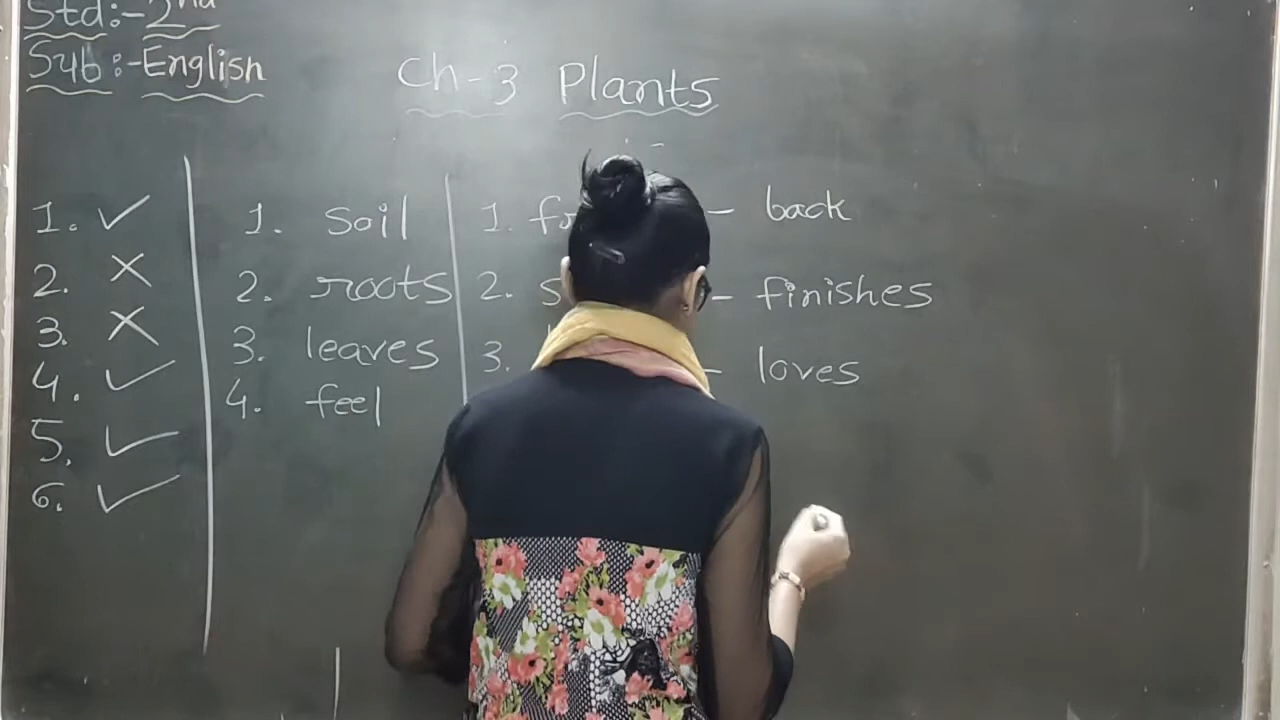 Std:-2nd
Sub:-English
Ch-3 Plants
1. ✓
2. ×
3. ×
4. ✓
5. ✓
6. ✓
1. Soil
2. roots
3. leaves
4. feel
1. – back
2. – finishes
3. – loves